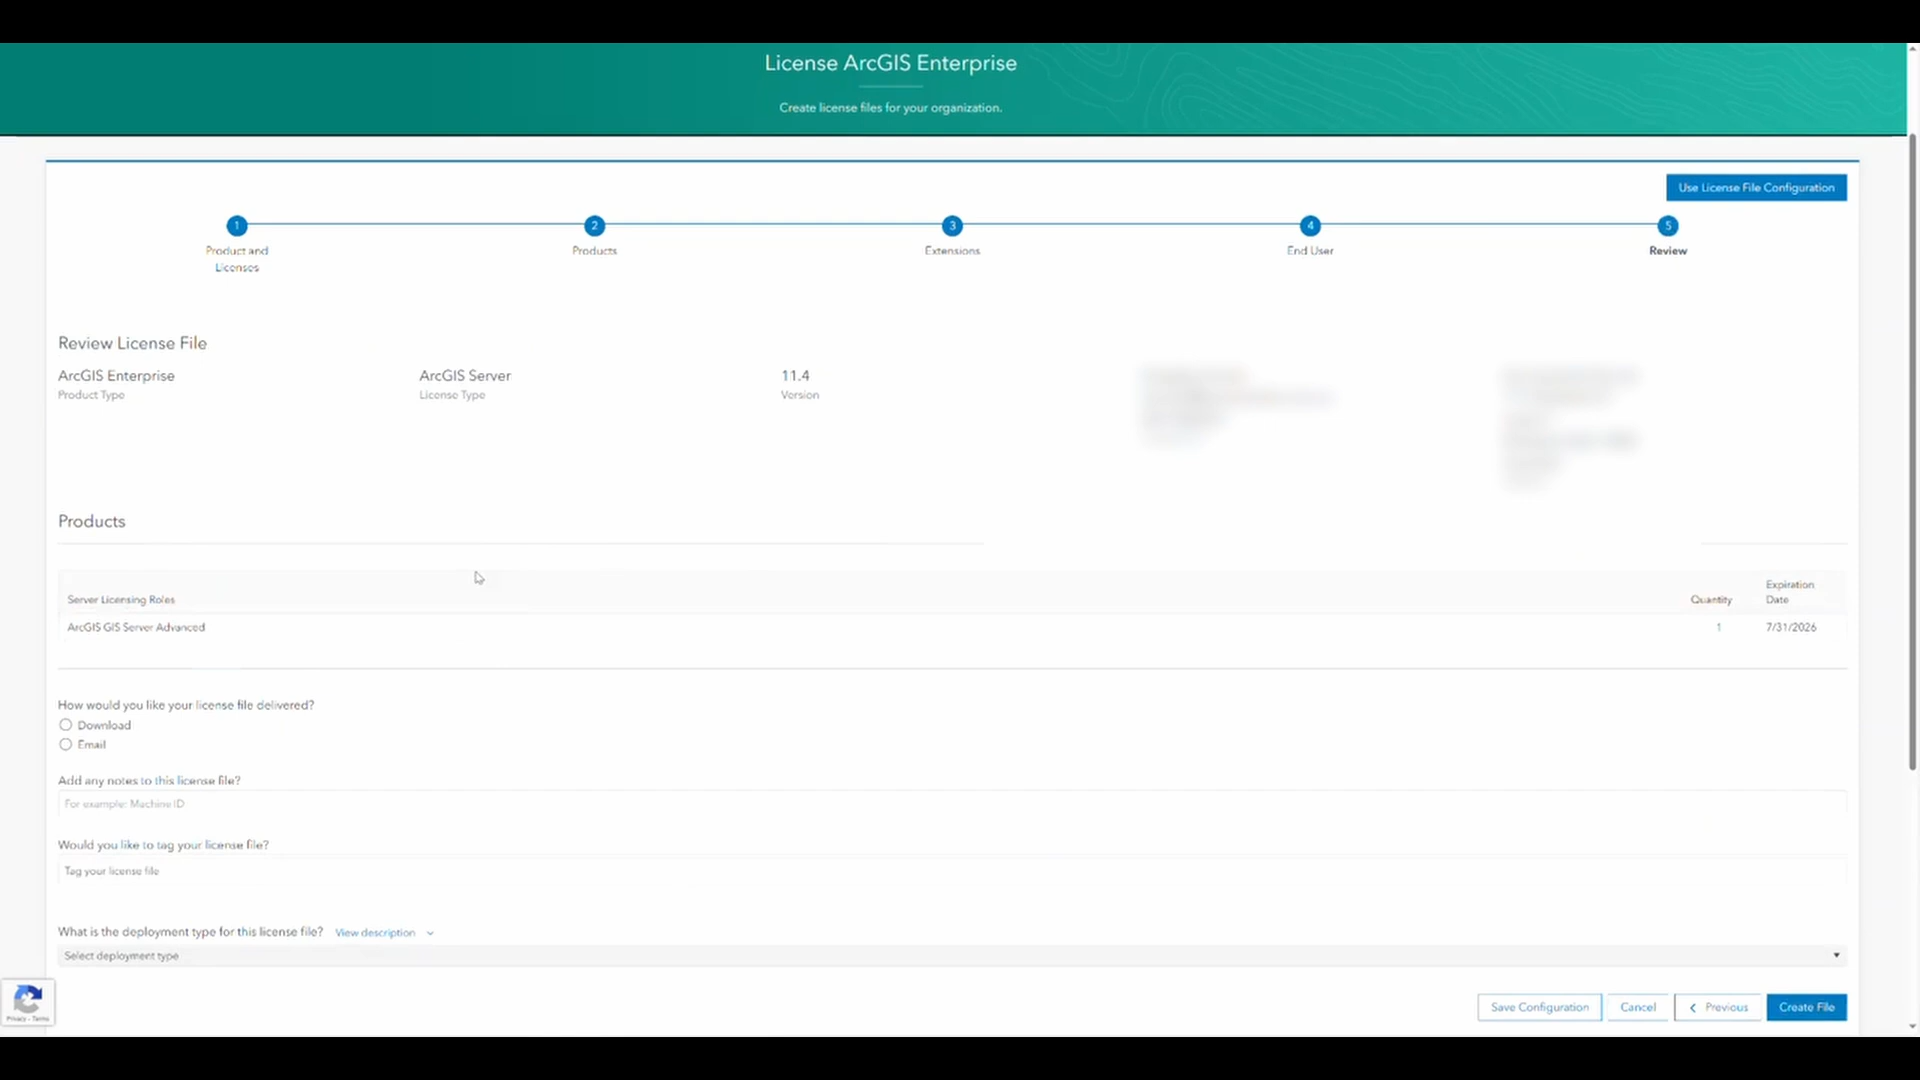 License ArcGIS Enterprise
Create license files for your organization.
Use License File Configuration
1
2
3
4
5
Product and
Licenses
Products
Extensions
End User
Review
Review License File
ArcGIS Enterprise
Product Type
ArcGIS Server
License Type
11.4
Version
Products
Server Licensing Roles
Quantity
Expiration
Date
ArcGIS GIS Server Advanced
1
7/31/2026
How would you like your license file delivered?
Download
Email
Add any notes to this license file?
For example: Machine ID
Would you like to tag your license file?
Tag your license file
What is the deployment type for this license file? View description
Select deployment type
Privacy - Terms
Save Configuration
Cancel
Previous
Create File